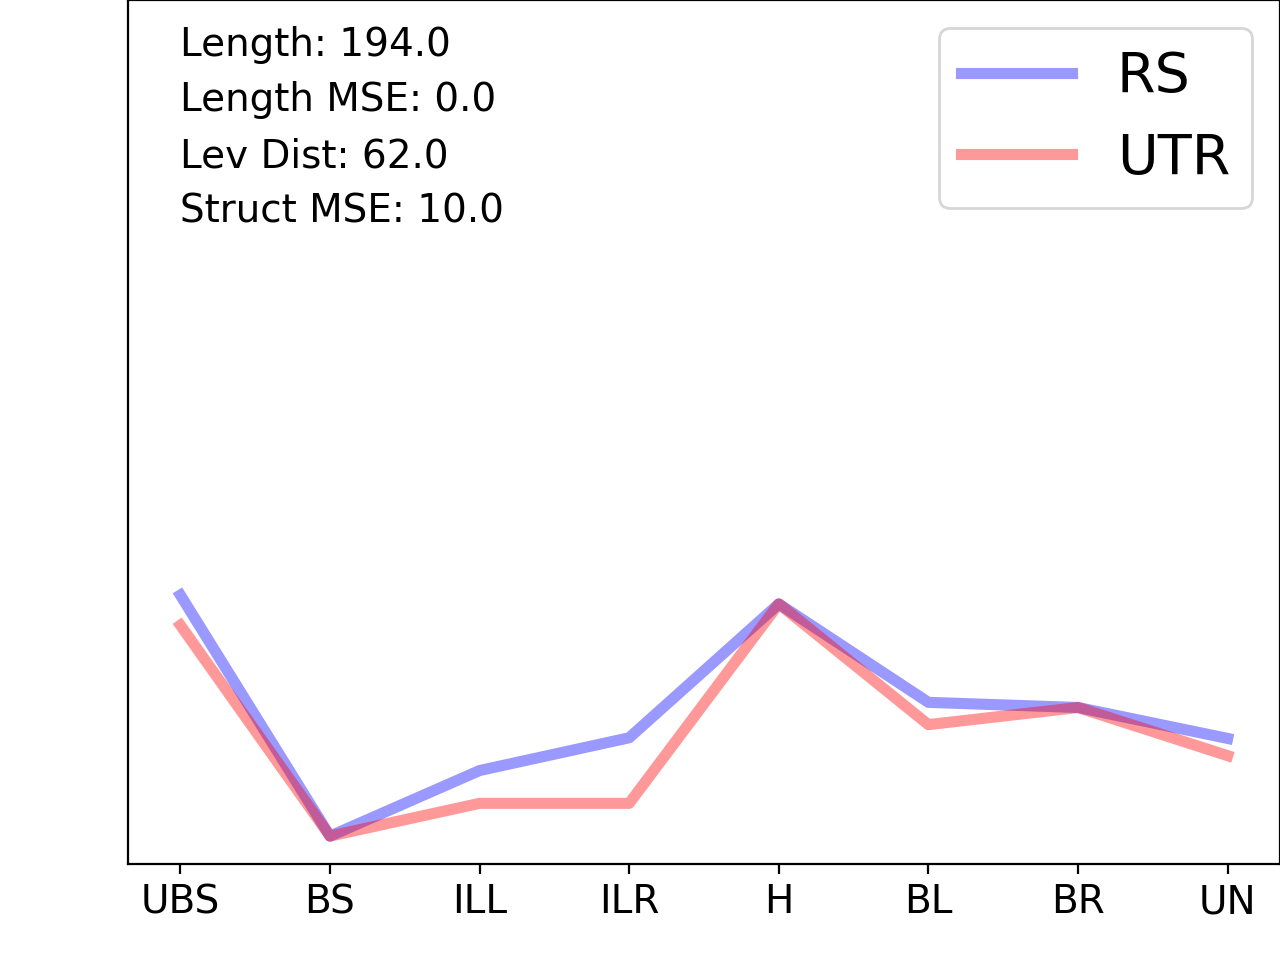 Length: 194.0
Length MSE: 0.0
Lev Dist: 62.0
Struct MSE: 10.0
RS
UTR
UBS BS ILL ILR H BL BR UN